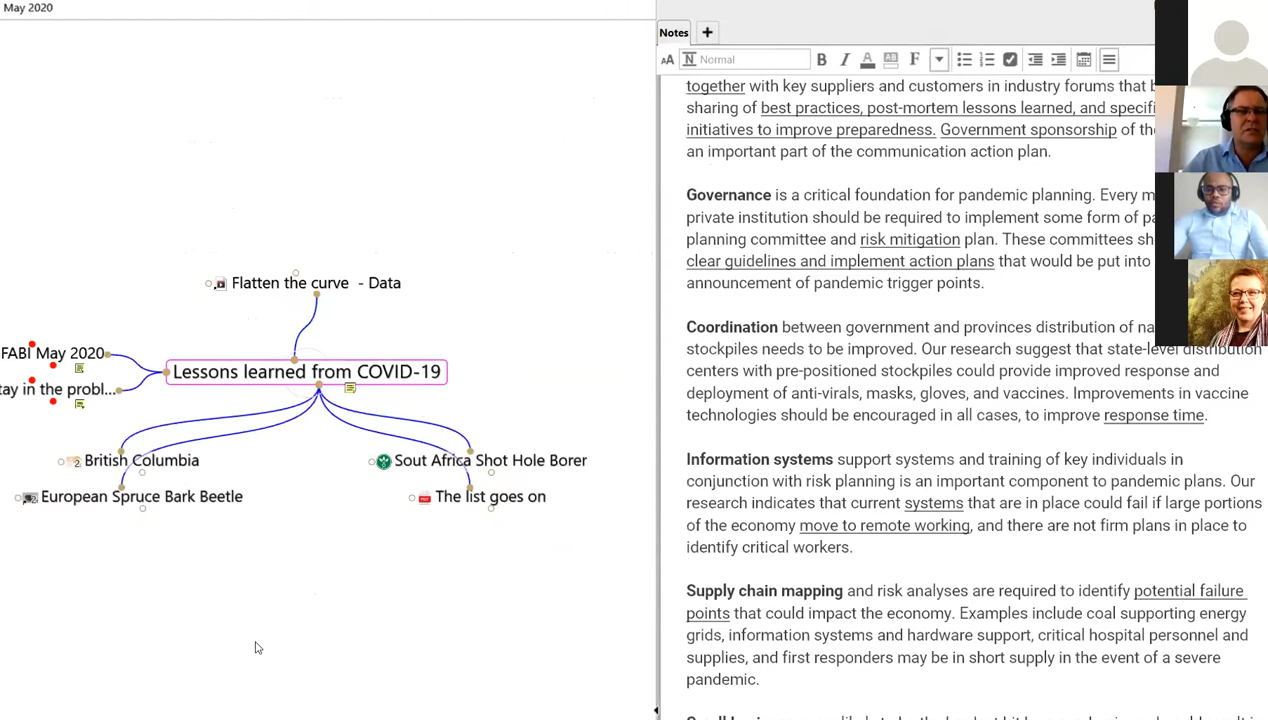 May 2020
Flatten the curve - Data
FABI May 2020
Lessons learned from COVID-19
tay in the probl...
British Columbia
Sout Africa Shot Hole Borer
European Spruce Bark Beetle
The list goes on
Notes
Normal
together with key suppliers and customers in industry forums that
sharing of best practices, post-mortem lessons learned, and
initiatives to improve preparedness. Government sponsorship of
an important part of the communication action plan.
Governance is a critical foundation for pandemic planning. Every
private institution should be required to implement some form of
planning committee and risk mitigation plan. These committees
clear guidelines and implement action plans that would be put into
announcement of pandemic trigger points.
Coordination between government and provinces distribution of
stockpiles needs to be improved. Our research suggest that state-level distribution
centers with pre-positioned stockpiles could provide improved response and
deployment of anti-virals, masks, gloves, and vaccines. Improvements in vaccine
technologies should be encouraged in all cases, to improve response time.
Information systems support systems and training of key individuals in
conjunction with risk planning is an important component to pandemic plans. Our
research indicates that current systems that are in place could fail if large portions
of the economy move to remote working, and there are not firm plans in place to
identify critical workers.
Supply chain mapping and risk analyses are required to identify potential failure
points that could impact the economy. Examples include coal supporting energy
grids, information systems and hardware support, critical hospital personnel and
supplies, and first responders may be in short supply in the event of a severe
pandemic.